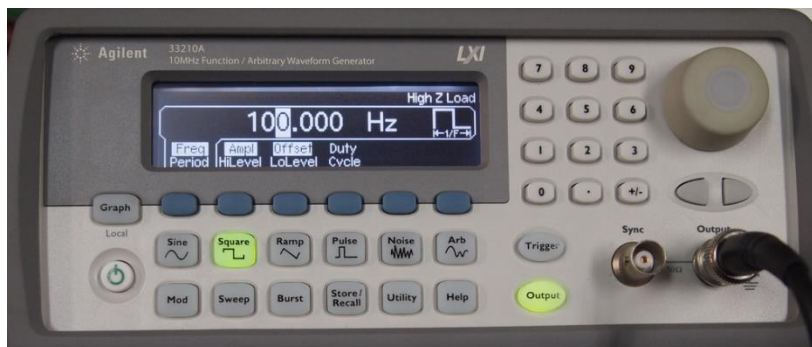 Agilent
33210A
10MHz Function / Arbitrary Waveform Generator
LXI
High Z Load
100.000 Hz
1/F
Freq Ampl Offset Duty
Period HiLevel LoLevel Cycle
7 8 9
4 5 6
1 2 3
0 . +/-
Graph
Local
Sine Square Ramp Pulse Noise Arb
Trigger
Sync
Output
Mod Sweep Burst Store/
Recall Utility Help
Output